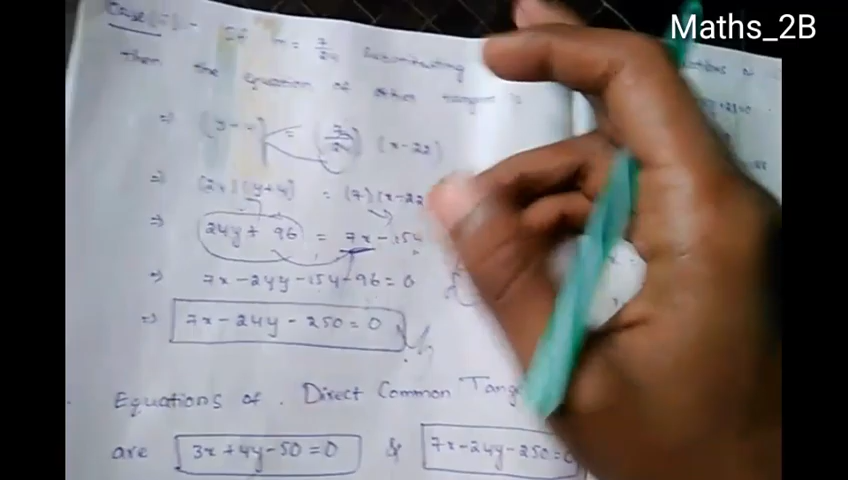 Maths_2B
Case(ii):- If m = 7/24 Substituting
then the equation of other tangent is
⇒ (y--4) = (7/24) (x-22)
⇒ (24)(y+4) = (7)(x-22
⇒ 24y+ 96 = 7x-154
⇒ 7x-24y-154-96=0
⇒ 7x-24y-250=0
Equations of Direct Common Tang
are 3x+4y-50=0 & 7x-24y-250=0